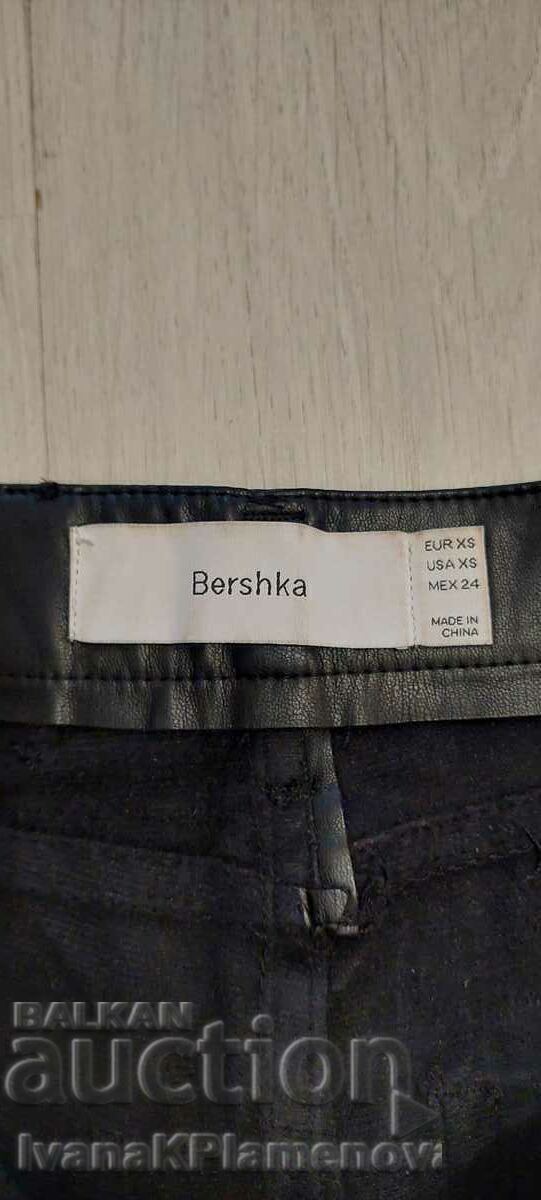 Bershka
EUR XS
USA XS
MEX 24
MADE IN
CHINA
BALKAN
auction
IvanaKPlamenova